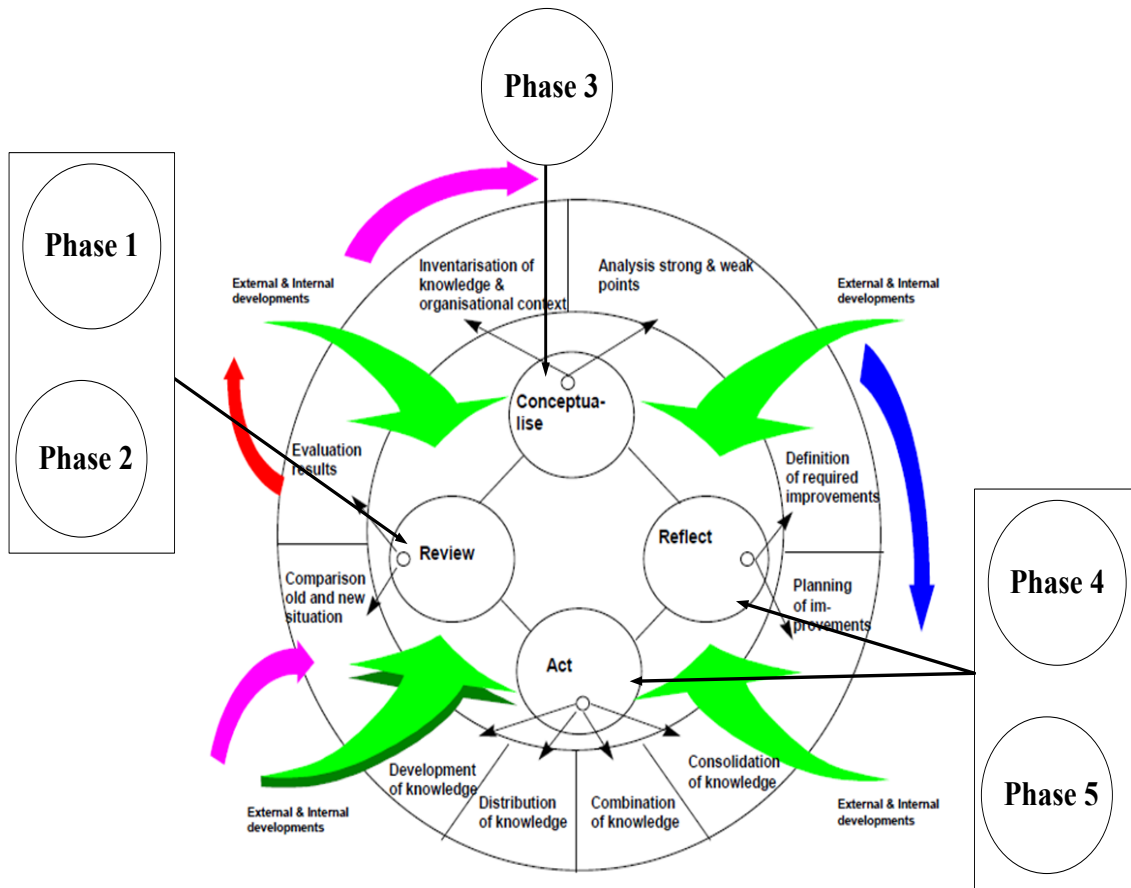 Phase 3
Phase 1
Phase 2
External & Internal
developments
Inventarisation of
knowledge &
organisational context
Analysis strong & weak
points
External & Internal
developments
Conceptua-
lise
Evaluation
results
Definition
of required
improvements
Review
Reflect
Comparison
old and new
situation
Planning
of im-
provements
Act
Phase 4
Phase 5
Development
of knowledge
Distribution
of knowledge
Combination
of knowledge
Consolidation
of knowledge
External & Internal
developments
External & Internal
developments